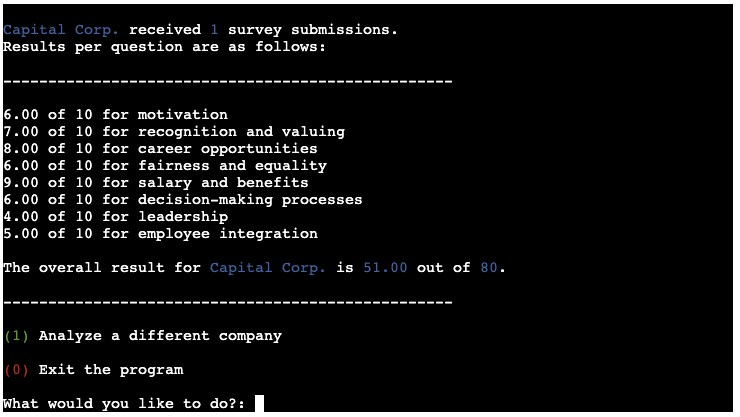 Capital Corp. received 1 survey submissions.
Results per question are as follows:
--------------------------------------------------
6.00 of 10 for motivation
7.00 of 10 for recognition and valuing
8.00 of 10 for career opportunities
6.00 of 10 for fairness and equality
9.00 of 10 for salary and benefits
6.00 of 10 for decision-making processes
4.00 of 10 for leadership
5.00 of 10 for employee integration
The overall result for Capital Corp. is 51.00 out of 80.
--------------------------------------------------
(1) Analyze a different company
(0) Exit the program
What would you like to do?: